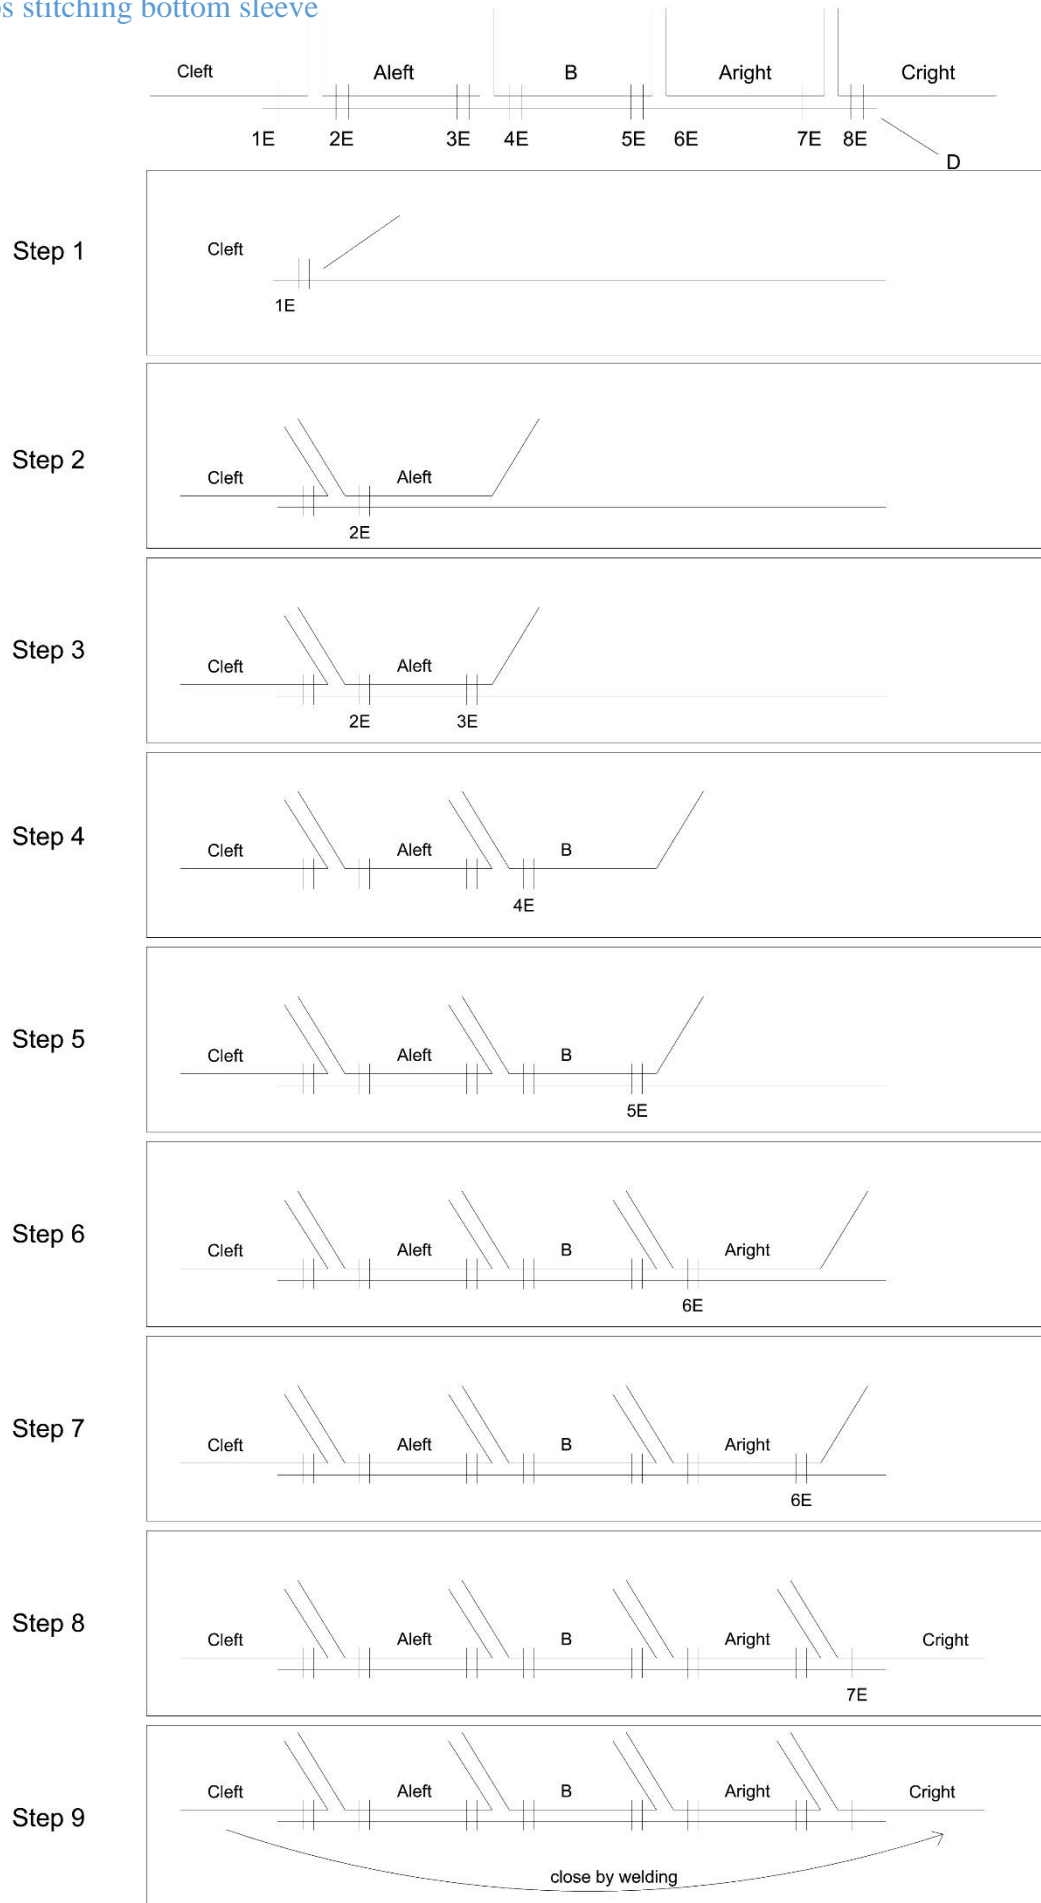 stitching bottom sleeve
Cleft Aleft B Aright Cright
1E 2E 3E 4E 5E 6E 7E 8E
D
Step 1
Cleft
1E
Step 2
Cleft Aleft
2E
Step 3
Cleft Aleft
2E 3E
Step 4
Cleft Aleft B
4E
Step 5
Cleft Aleft B
5E
Step 6
Cleft Aleft B Aright
6E
Step 7
Cleft Aleft B Aright
6E
Step 8
Cleft Aleft B Aright Cright
7E
Step 9
Cleft Aleft B Aright Cright
close by welding